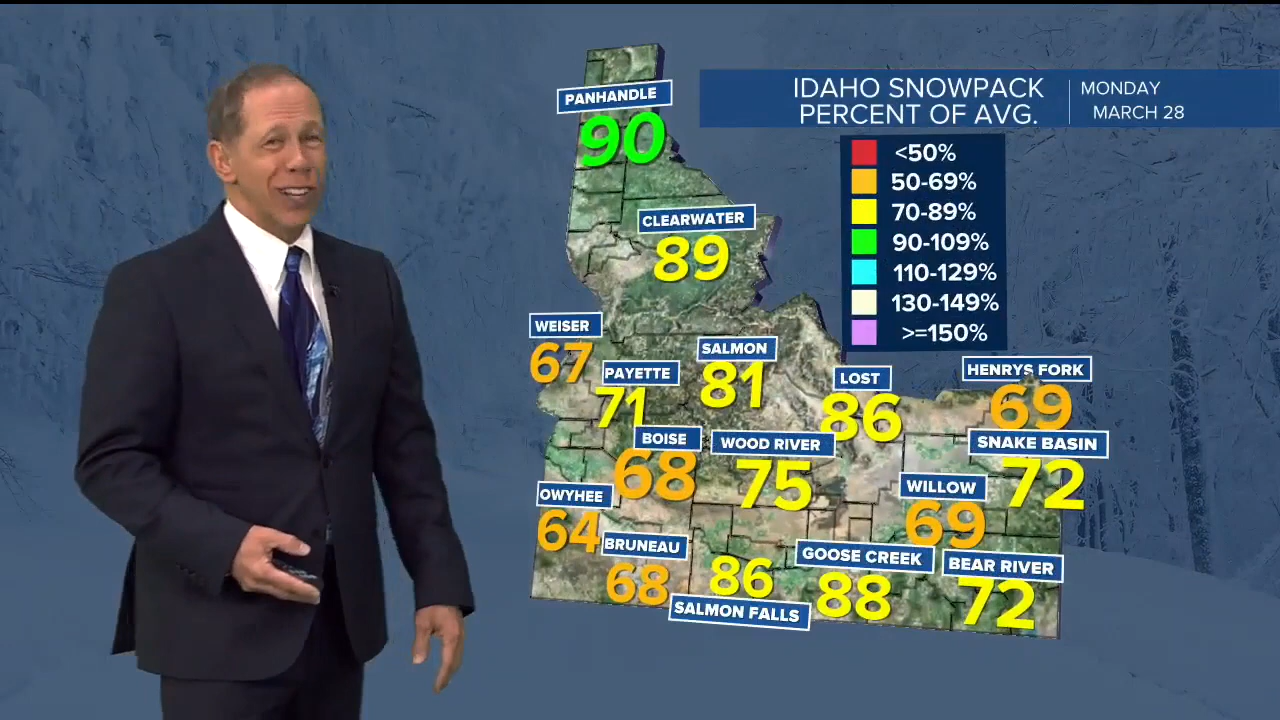 IDAHO SNOWPACK
PERCENT OF AVG.
MONDAY
MARCH 28
<50%
50-69%
70-89%
90-109%
110-129%
130-149%
>=150%
PANHANDLE
90
CLEARWATER
89
WEISER
67
PAYETTE
71
SALMON
81
LOST
86
HENRYS FORK
69
BOISE
68
WOOD RIVER
75
SNAKE BASIN
72
OWYHEE
64
WILLOW
69
BRUNEAU
68
86
SALMON FALLS
GOOSE CREEK
88
BEAR RIVER
72